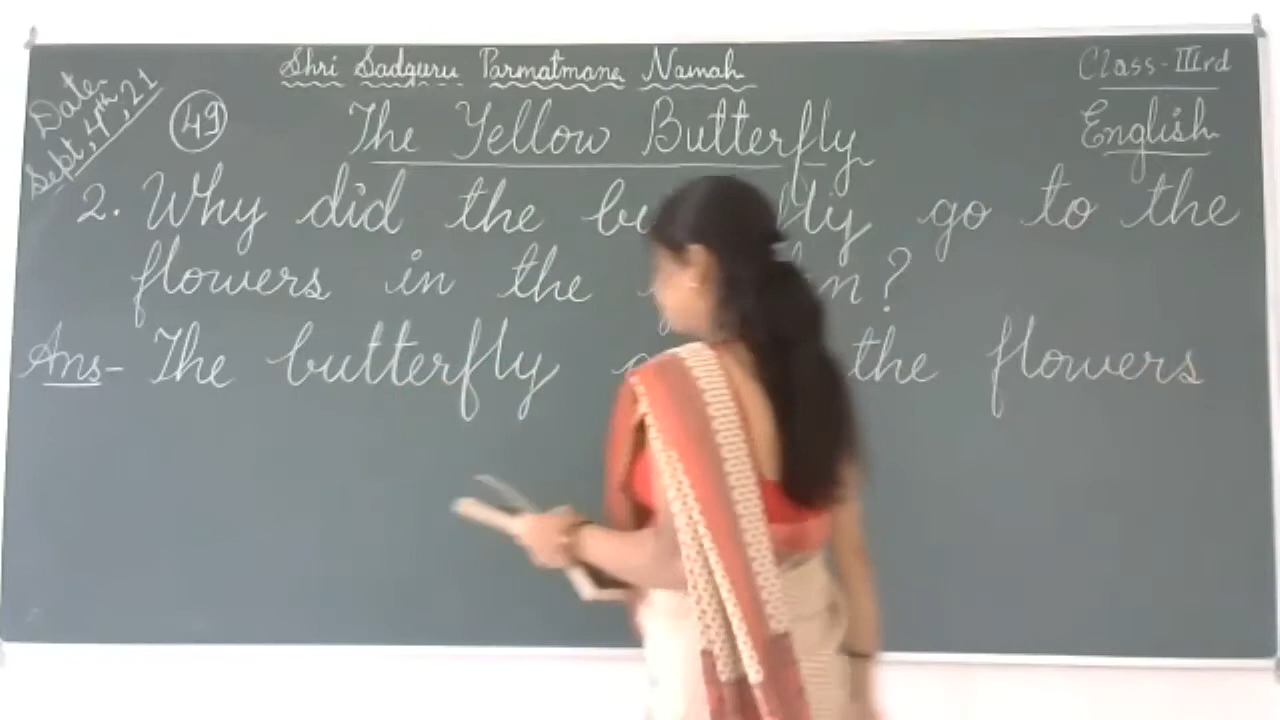 Shri Sadguru Parmatmane Namah
Class-IIIrd
Date-
Sept, 4th, 21
49
The Yellow Butterfly
English
2. Why did the butterfly go to the
flowers in the
Ans- The butterfly the flowers